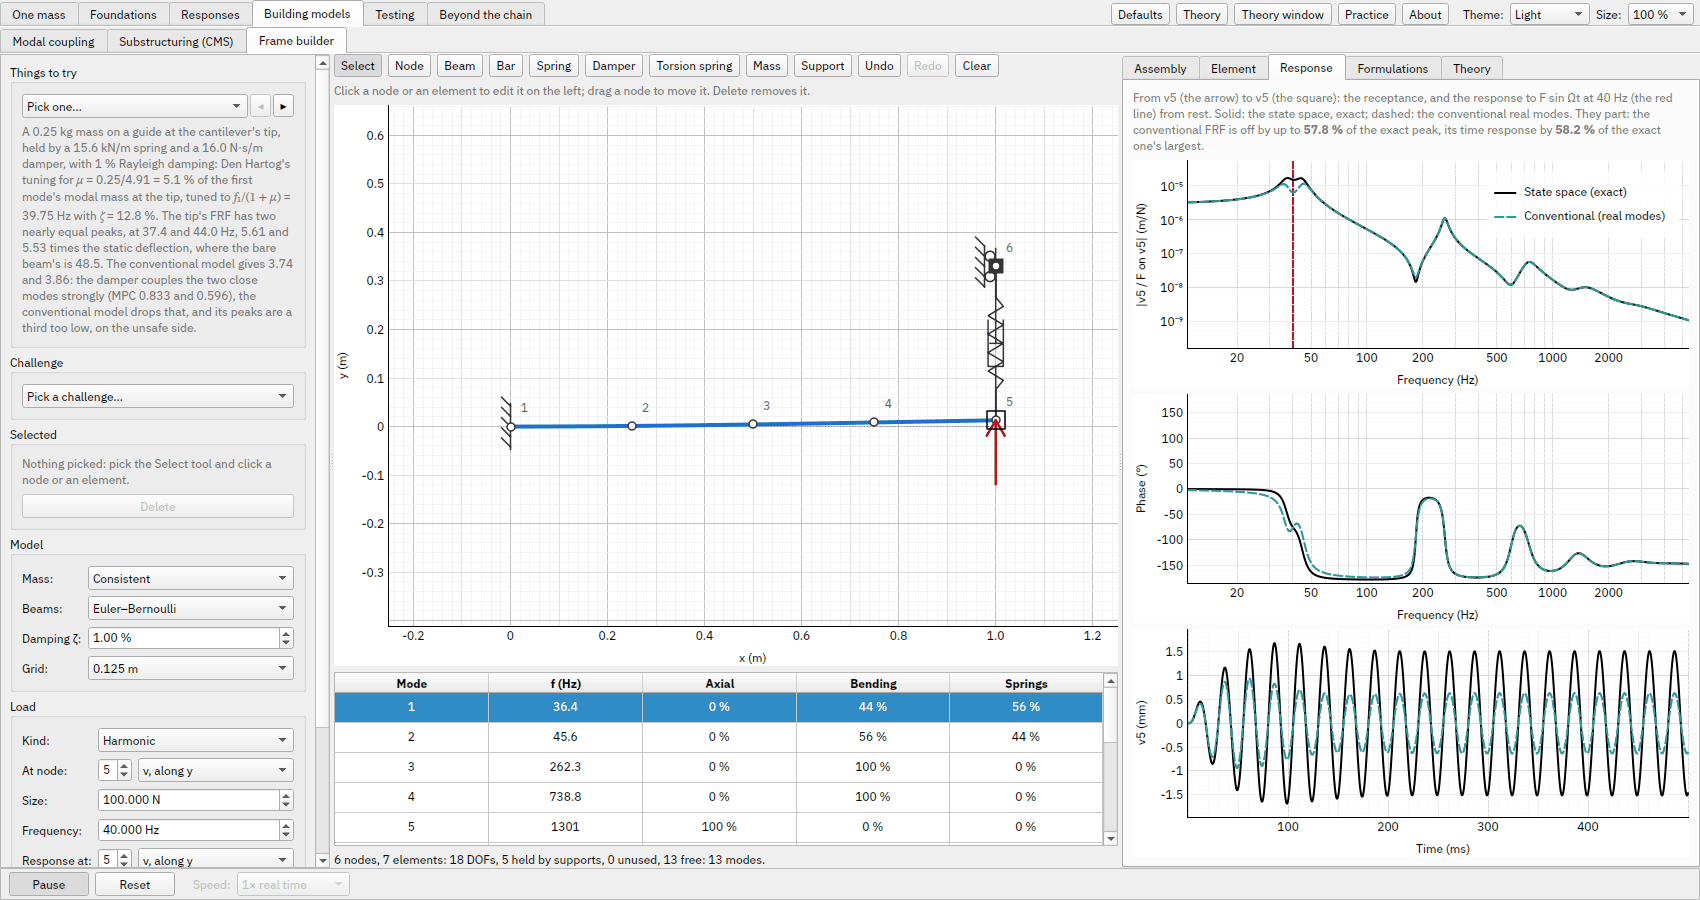 One mass Foundations Responses Building models Testing Beyond the chain Defaults Theory Theory window Practice About Theme: Light Size: 100 %
Modal coupling Substructuring (CMS) Frame builder
Things to try
Pick one...
A 0.25 kg mass on a guide at the cantilever's tip,
held by a 15.6 kN/m spring and a 16.0 N·s/m
damper, with 1 % Rayleigh damping: Den Hartog's
tuning for μ = 0.25/4.91 = 5.1 % of the first
mode's modal mass at the tip, tuned to f₁/(1 + μ) =
39.75 Hz with ζ = 12.8 %. The tip's FRF has two
nearly equal peaks, at 37.4 and 44.0 Hz, 5.61 and
5.53 times the static deflection, where the bare
beam's is 48.5. The conventional model gives 3.74
and 3.86: the damper couples the two close
modes strongly (MPC 0.833 and 0.596), the
conventional model drops that, and its peaks are a
third too low, on the unsafe side.
Challenge
Pick a challenge...
Selected
Nothing picked: pick the Select tool and click a
node or an element.
Delete
Model
Mass: Consistent
Beams: Euler–Bernoulli
Damping ζ: 1.00 %
Grid: 0.125 m
Load
Kind: Harmonic
At node: 5 v, along y
Size: 100.000 N
Frequency: 40.000 Hz
Response at: 5 v, along y
Pause Reset Speed: 1× real time
Select Node Beam Bar Spring Damper Torsion spring Mass Support Undo Redo Clear
Click a node or an element to edit it on the left; drag a node to move it. Delete removes it.
0.6
0.5
0.4
0.3
0.2
0.1
0
-0.1
-0.2
-0.3
y (m)
1 2 3 4 5 6
-0.2 0 0.2 0.4 0.6 0.8 1.0 1.2
x (m)
Mode f (Hz) Axial Bending Springs
1 36.4 0 % 44 % 56 %
2 45.6 0 % 56 % 44 %
3 262.3 0 % 100 % 0 %
4 738.8 0 % 100 % 0 %
5 1301 100 % 0 % 0 %
6 nodes, 7 elements: 18 DOFs, 5 held by supports, 0 unused, 13 free: 13 modes.
Assembly Element Response Formulations Theory
From v5 (the arrow) to v5 (the square): the receptance, and the response to F sin Ωt at 40 Hz (the red
line) from rest. Solid: the state space, exact; dashed: the conventional real modes. They part: the
conventional FRF is off by up to 57.8 % of the exact peak, its time response by 58.2 % of the exact
one's largest.
|v5 / F on v5| (m/N)
10⁻⁵
10⁻⁶
10⁻⁷
10⁻⁸
10⁻⁹
State space (exact)
Conventional (real modes)
20 50 100 200 500 1000 2000
Frequency (Hz)
Phase (°)
150
100
50
0
-50
-100
-150
20 50 100 200 500 1000 2000
Frequency (Hz)
v5 (mm)
1.5
1
0.5
0
-0.5
-1
-1.5
100 200 300 400
Time (ms)